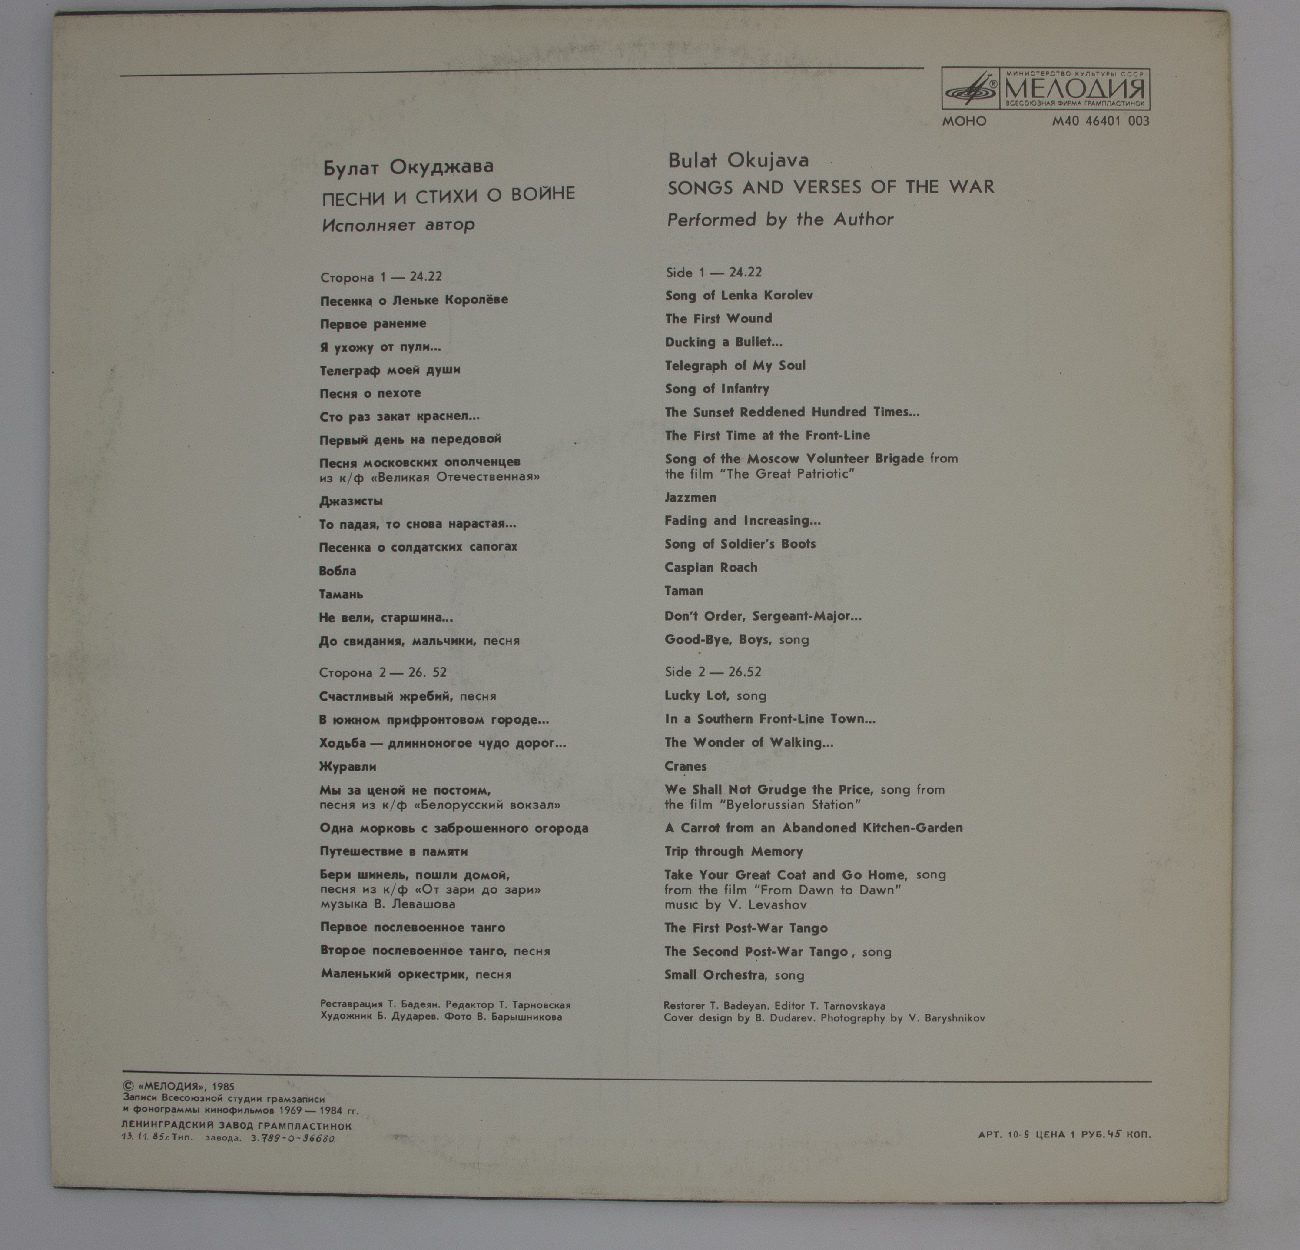 МИНИСТЕРСТВО КУЛЬТУРЫ СССР
МЕЛОДИЯ
ВСЕСОЮЗНАЯ ФИРМА ГРАМПЛАСТИНОК
МОНО М40 46401 003
Булат Окуджава
ПЕСНИ И СТИХИ О ВОЙНЕ
Исполняет автор
Сторона 1 — 24.22
Песенка о Леньке Королёве
Первое ранение
Я ухожу от пули...
Телеграф моей души
Песня о пехоте
Сто раз закат краснел...
Первый день на передовой
Песня московских ополченцев
из к/ф «Великая Отечественная»
Джазисты
То падая, то снова нарастая...
Песенка о солдатских сапогах
Вобла
Тамань
Не вели, старшина...
До свидания, мальчики, песня
Сторона 2 — 26. 52
Счастливый жребий, песня
В южном прифронтовом городе...
Ходьба — длинноногое чудо дорог...
Журавли
Мы за ценой не постоим,
песня из к/ф «Белорусский вокзал»
Одна морковь с заброшенного огорода
Путешествие в памяти
Бери шинель, пошли домой,
песня из к/ф «От зари до зари»
музыка В. Левашова
Первое послевоенное танго
Второе послевоенное танго, песня
Маленький оркестрик, песня
Реставрация Т. Бадеян. Редактор Т. Тарновская
Художник Б. Дударев. Фото В. Барышникова
Bulat Okujava
SONGS AND VERSES OF THE WAR
Performed by the Author
Side 1 — 24.22
Song of Lenka Korolev
The First Wound
Ducking a Bullet...
Telegraph of My Soul
Song of Infantry
The Sunset Reddened Hundred Times...
The First Time at the Front-Line
Song of the Moscow Volunteer Brigade from
the film “The Great Patriotic”
Jazzmen
Fading and Increasing...
Song of Soldier's Boots
Caspian Roach
Taman
Don't Order, Sergeant-Major...
Good-Bye, Boys, song
Side 2 — 26.52
Lucky Lot, song
In a Southern Front-Line Town...
The Wonder of Walking...
Cranes
We Shall Not Grudge the Price, song from
the film “Byelorussian Station”
A Carrot from an Abandoned Kitchen-Garden
Trip through Memory
Take Your Great Coat and Go Home, song
from the film “From Dawn to Dawn”
music by V. Levashov
The First Post-War Tango
The Second Post-War Tango, song
Small Orchestra, song
Restorer T. Badeyan. Editor T. Tarnovskaya
Cover design by B. Dudarev. Photography by V. Baryshnikov
© «МЕЛОДИЯ», 1985
Записи Всесоюзной студии грамзаписи
и фонограммы кинофильмов 1969 — 1984 гг.
ЛЕНИНГРАДСКИЙ ЗАВОД ГРАМПЛАСТИНОК
13. 11. 85г. Тип. завода. З. 789-0-36680
АРТ. 10-9 ЦЕНА 1 РУБ. 45 КОП.